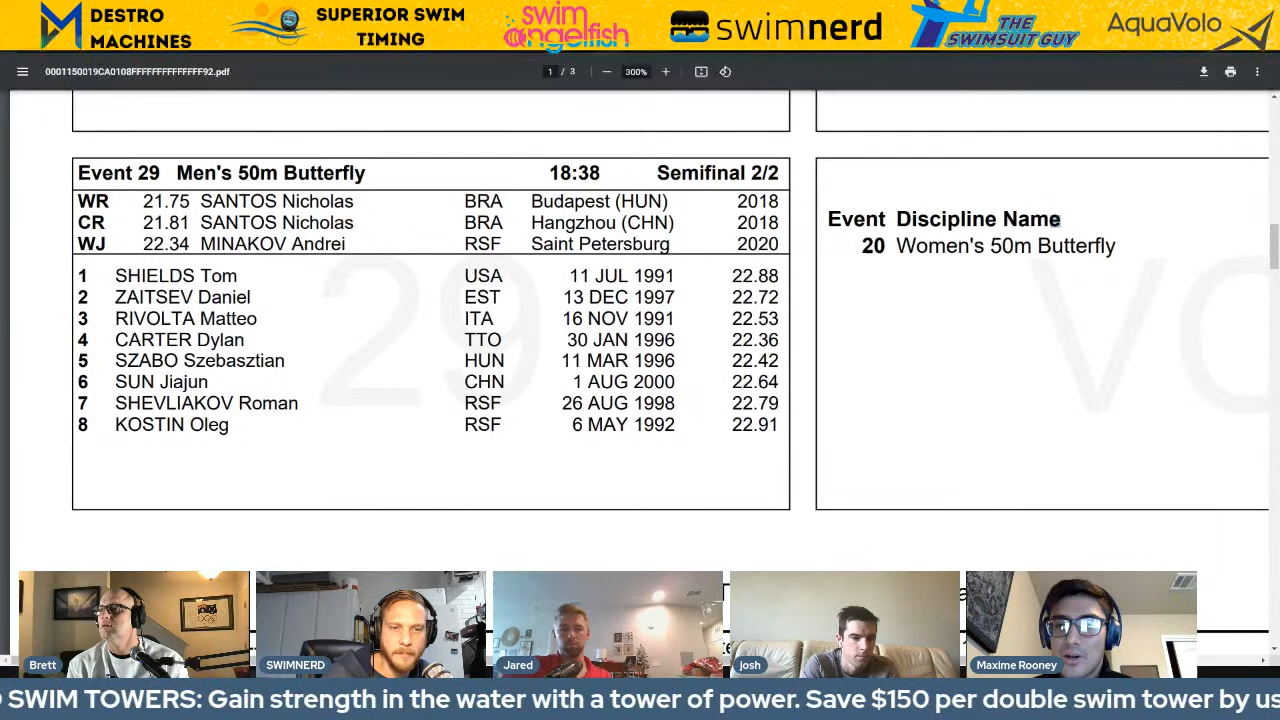 DESTRO
MACHINES
SUPERIOR SWIM
TIMING
swim
angelfish
swimnerd
THE
SWIMSUIT GUY
AquaVolo
0001150019CA0108FFFFFFFFFFFFFF92.pdf
1 / 3
300%
Event 29 Men's 50m Butterfly 18:38 Semifinal 2/2
WR 21.75 SANTOS Nicholas BRA Budapest (HUN) 2018
CR 21.81 SANTOS Nicholas BRA Hangzhou (CHN) 2018
WJ 22.34 MINAKOV Andrei RSF Saint Petersburg 2020
1 SHIELDS Tom USA 11 JUL 1991 22.88
2 ZAITSEV Daniel EST 13 DEC 1997 22.72
3 RIVOLTA Matteo ITA 16 NOV 1991 22.53
4 CARTER Dylan TTO 30 JAN 1996 22.36
5 SZABO Szebasztian HUN 11 MAR 1996 22.42
6 SUN Jiajun CHN 1 AUG 2000 22.64
7 SHEVLIAKOV Roman RSF 26 AUG 1998 22.79
8 KOSTIN Oleg RSF 6 MAY 1992 22.91
29
Event Discipline Name
20 Women's 50m Butterfly
VO
Brett
SWIMNERD
Jared
josh
Maxime Rooney
SWIM TOWERS: Gain strength in the water with a tower of power. Save $150 per double swim tower by us